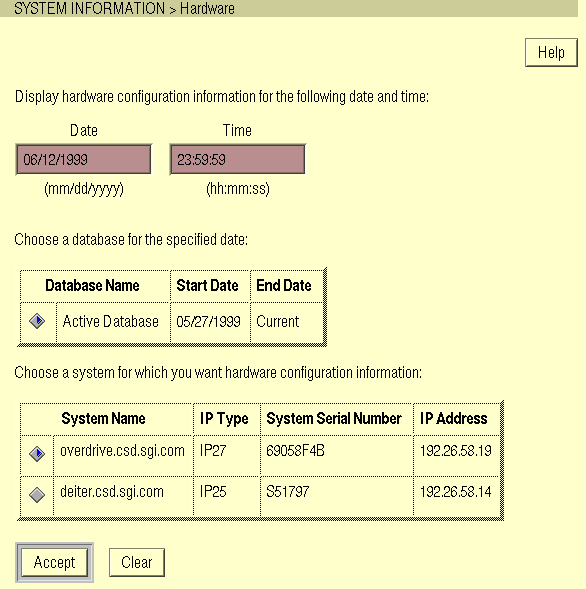 SYSTEM INFORMATION > Hardware
Help
Display hardware configuration information for the following date and time:
Date Time
06/12/1999 23:59:59
(mm/dd/yyyy) (hh:mm:ss)
Choose a database for the specified date:
Database Name Start Date End Date
Active Database 05/27/1999 Current
Choose a system for which you want hardware configuration information:
System Name IP Type System Serial Number IP Address
overdrive.csd.sgi.com IP27 69058F4B 192.26.58.19
deiter.csd.sgi.com IP25 S51797 192.26.58.14
Accept Clear